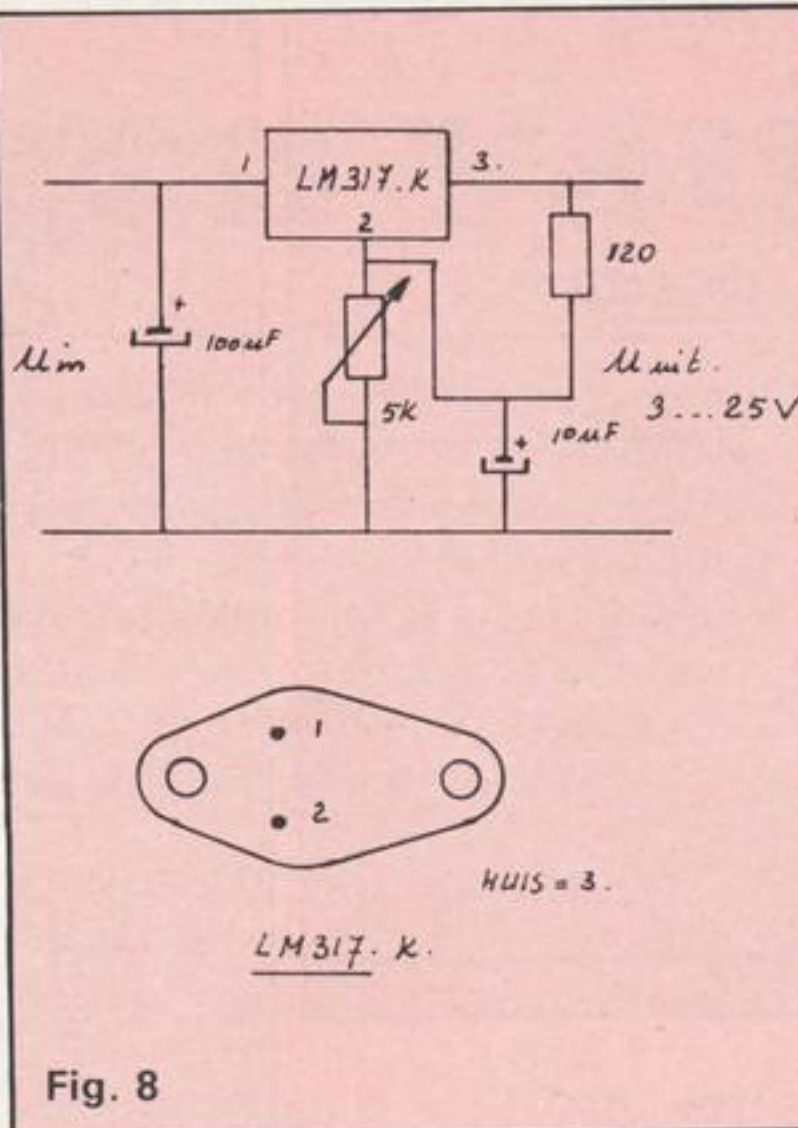 1 LM317.K 3.
2
120
100uF
Uin
5K
10uF
Uuit.
3...25V
1
2
HUIS = 3.
LM317.K.
Fig. 8